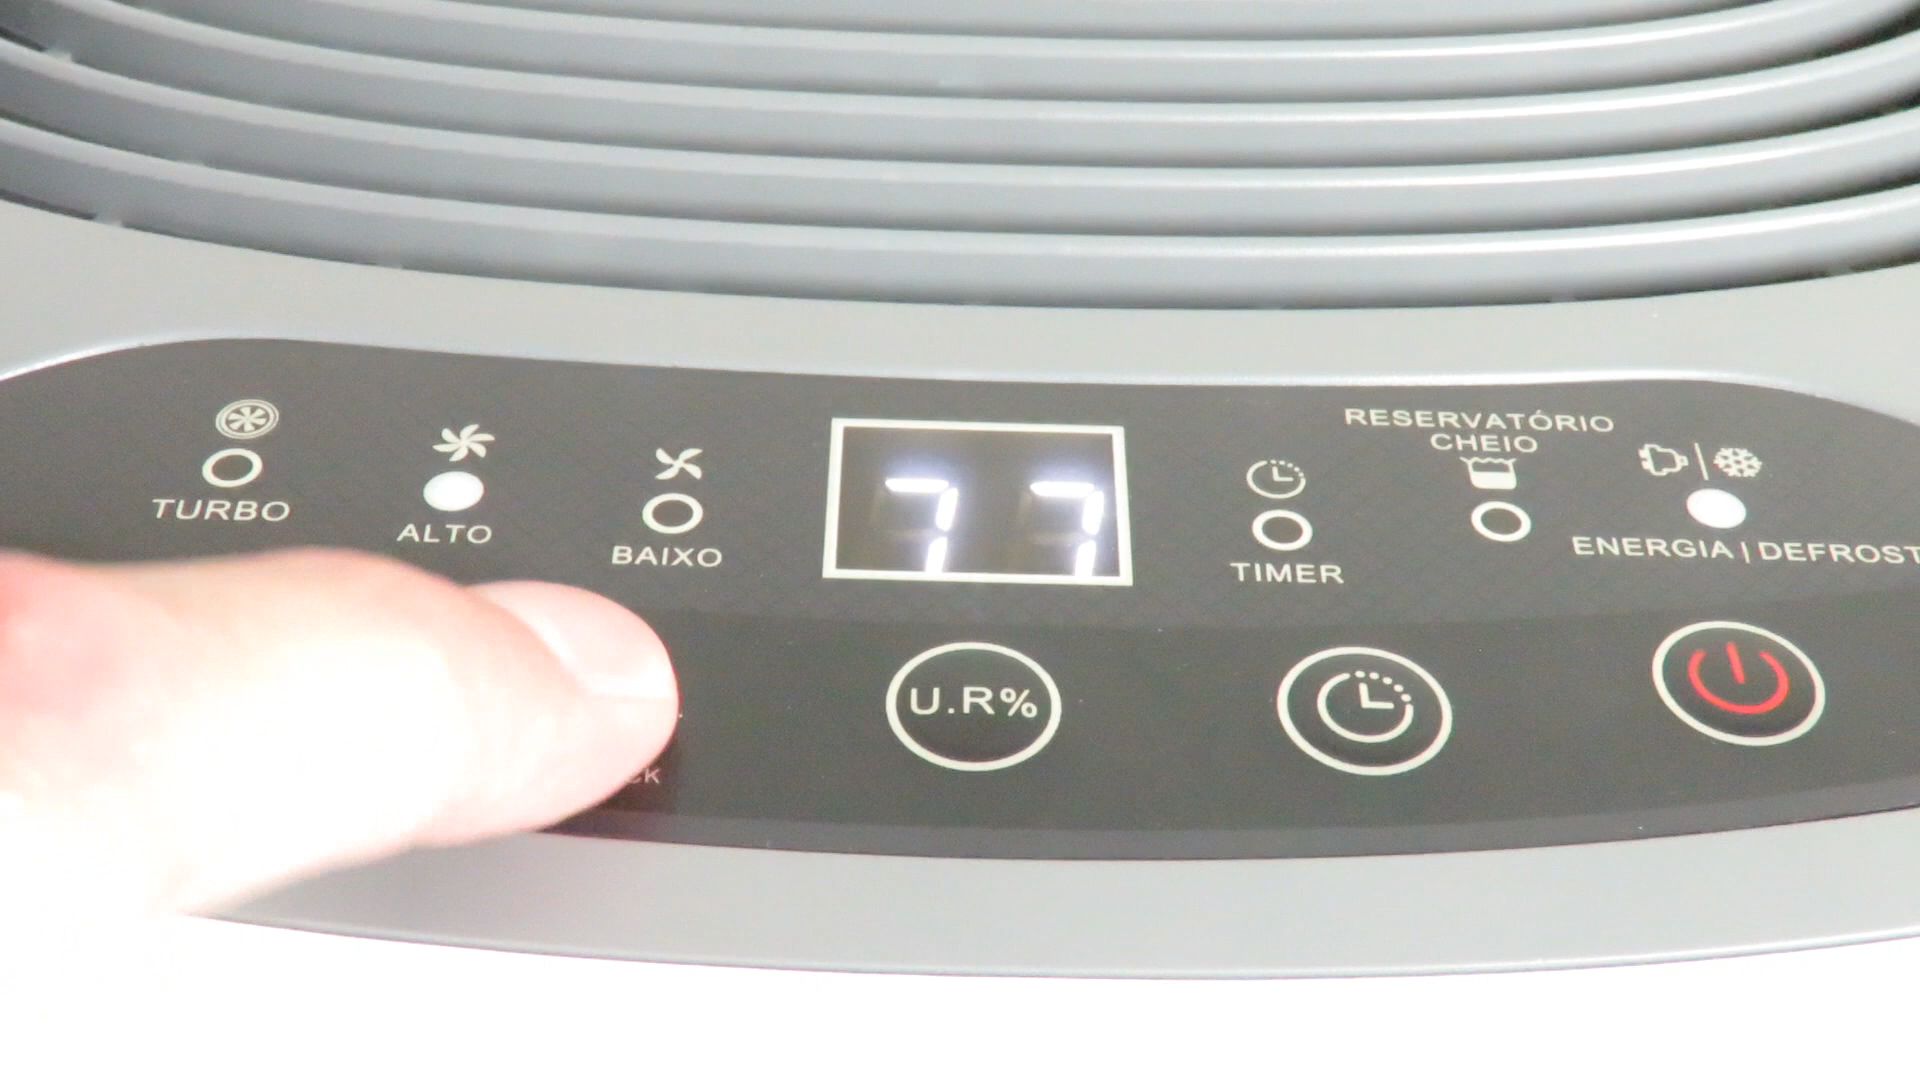 TURBO
ALTO
BAIXO
77
TIMER
RESERVATÓRIO
CHEIO
ENERGIA | DEFROST
U.R%